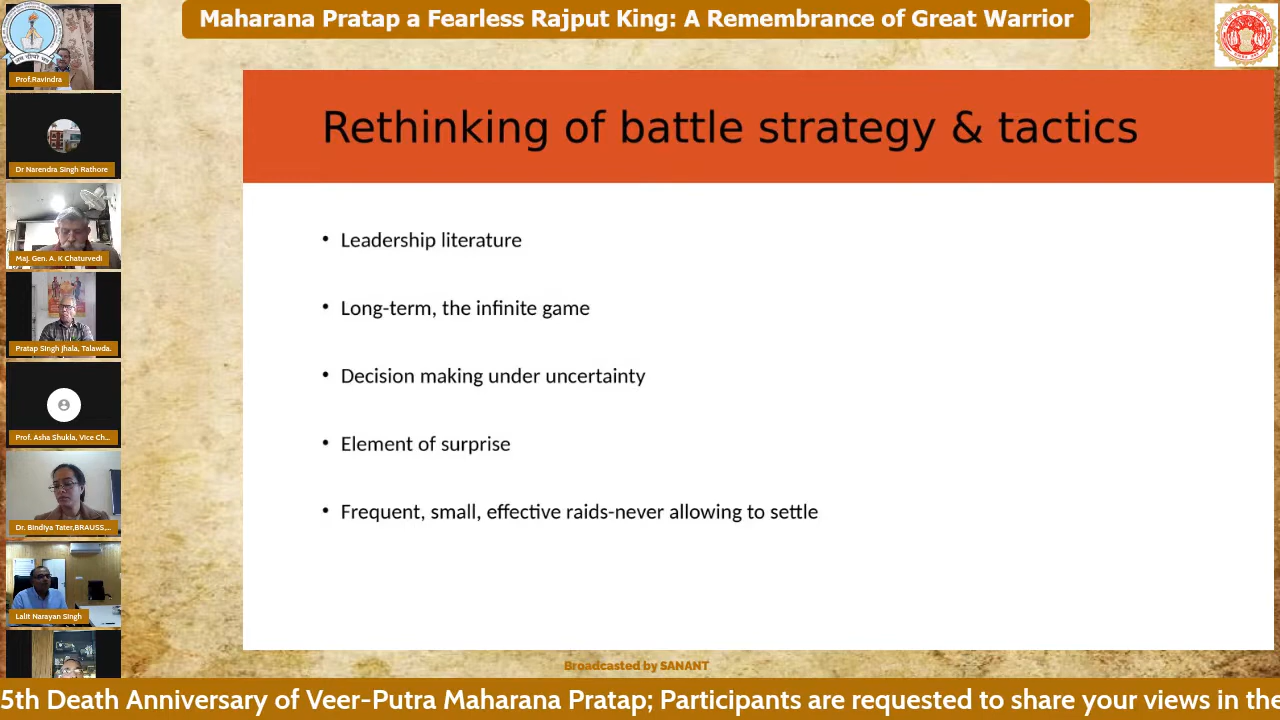 Maharana Pratap a Fearless Rajput King: A Remembrance of Great Warrior
Prof.Ravindra
Dr Narendra Singh Rathore
Maj. Gen. A. K Chaturvedi
Pratap Singh Jhala, Talawda.
Prof. Asha Shukla, Vice Ch...
Dr. Bindiya Tater,BRAUSS,...
Lalit Narayan Singh
Rethinking of battle strategy & tactics
• Leadership literature
• Long-term, the infinite game
• Decision making under uncertainty
• Element of surprise
• Frequent, small, effective raids-never allowing to settle
Broadcasted by SANANT
5th Death Anniversary of Veer-Putra Maharana Pratap; Participants are requested to share your views in the